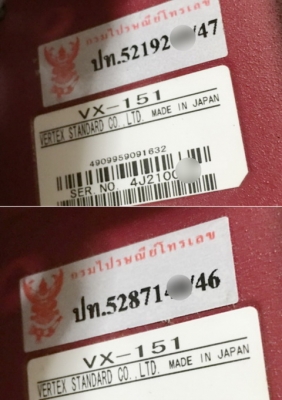 กรมไปรษณีย์โทรเลข
ปท.52192 /47
VX-151
VERTEX STANDARD CO.,LTD. MADE IN JAPAN
4909959091632
SER.NO 4J2100
กรมไปรษณีย์โทรเลข
ปท.52871 /46
VX-151
VERTEX STANDARD CO.,LTD. MADE IN JAPAN